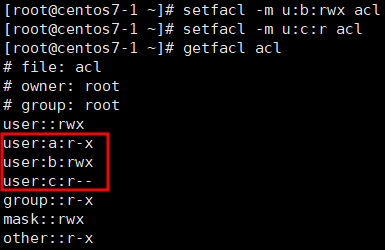 [root@centos7-1 ~]# setfacl -m u:b:rwx acl
[root@centos7-1 ~]# setfacl -m u:c:r acl
[root@centos7-1 ~]# getfacl acl
# file: acl
# owner: root
# group: root
user::rwx
user:a:r-x
user:b:rwx
user:c:r--
group::r-x
mask::rwx
other::r-x